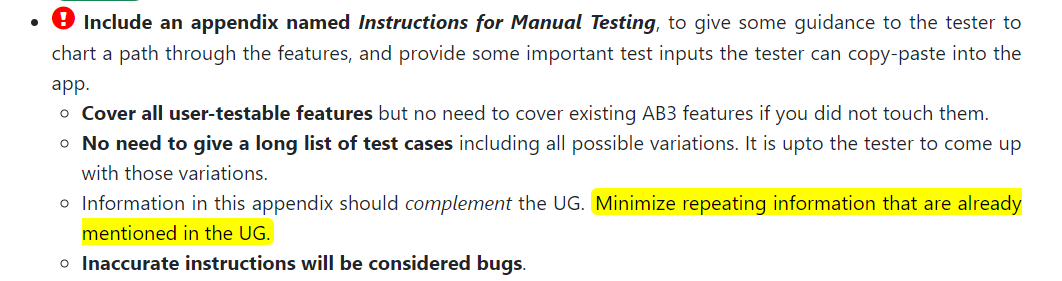 • ! Include an appendix named Instructions for Manual Testing, to give some guidance to the tester to
chart a path through the features, and provide some important test inputs the tester can copy-paste into the
app.
○ Cover all user-testable features but no need to cover existing AB3 features if you did not touch them.
○ No need to give a long list of test cases including all possible variations. It is upto the tester to come up
with those variations.
○ Information in this appendix should complement the UG. Minimize repeating information that are already
mentioned in the UG.
○ Inaccurate instructions will be considered bugs.